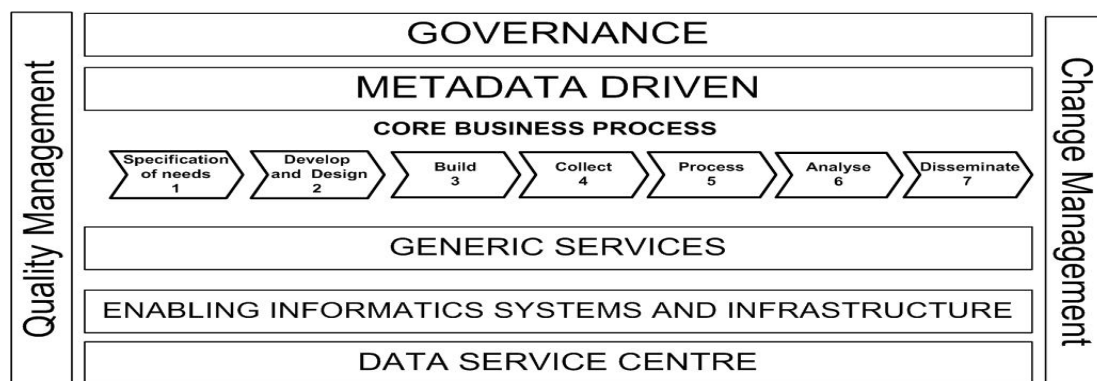 Quality Management
GOVERNANCE
METADATA DRIVEN
CORE BUSINESS PROCESS
Specification
of needs
1
Develop
and Design
2
Build
3
Collect
4
Process
5
Analyse
6
Disseminate
7
GENERIC SERVICES
ENABLING INFORMATICS SYSTEMS AND INFRASTRUCTURE
DATA SERVICE CENTRE
Change Management